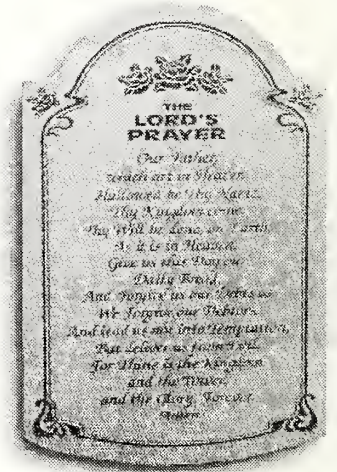 THE
LORD'S
PRAYER
Our Father,
which art in Heaven
Hallowed be Thy Name.
Thy Kingdom come
Thy Will be done on Earth
As it is in Heaven.
Give us this Day our
Daily Bread,
And Forgive us our Debts as
We Forgive our Debtors.
And lead us not into Temptation,
But deliver us from Evil
For Thine is the Kingdom
and the Power
and the Glory, Forever
Amen